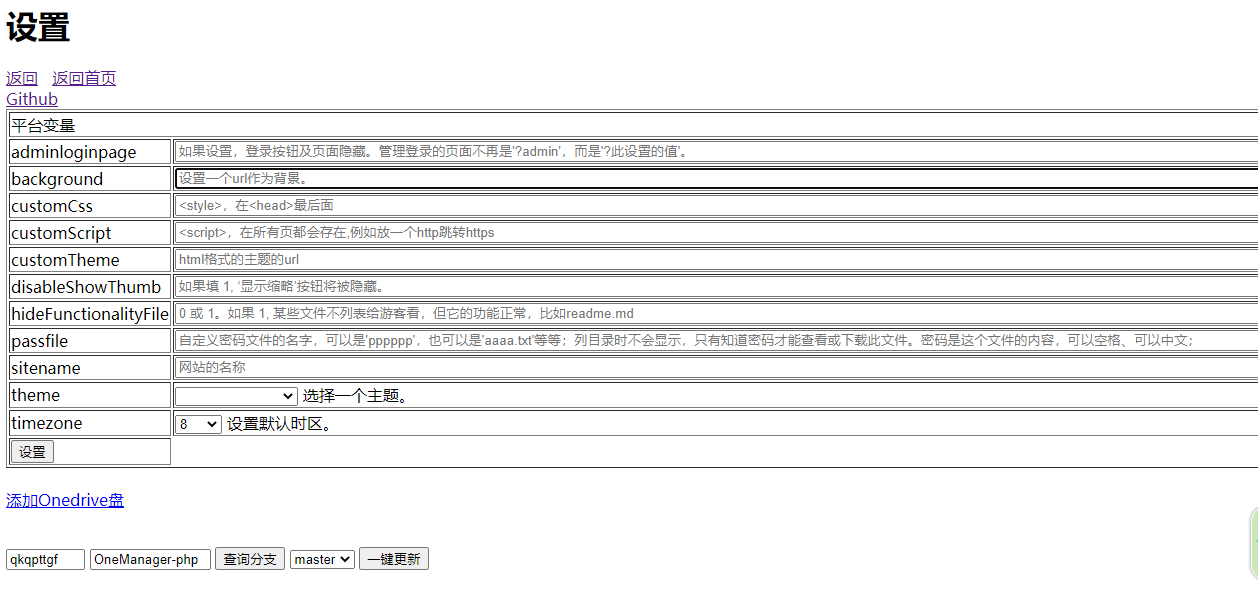 设置
返回 返回首页
Github
平台变量
adminloginpage 如果设置，登录按钮及页面隐藏。管理登录的页面不再是'?admin'，而是'?此设置的值'。
background 设置一个url作为背景。
customCss <style>，在<head>最后面
customScript <script>，在所有页都会存在,例如放一个http跳转https
customTheme html格式的主题的url
disableShowThumb 如果填 1, ‘显示缩略’按钮将被隐藏。
hideFunctionalityFile 0 或 1。如果 1, 某些文件不列表给游客看，但它的功能正常，比如readme.md
passfile 自定义密码文件的名字，可以是'pppppp'，也可以是'aaaa.txt'等等；列目录时不会显示，只有知道密码才能查看或下载此文件。密码是这个文件的内容，可以空格、可以中文；
sitename 网站的名称
theme 选择一个主题。
timezone 8 设置默认时区。
设置
添加Onedrive盘
qkqpttgf OneManager-php 查询分支 master 一键更新